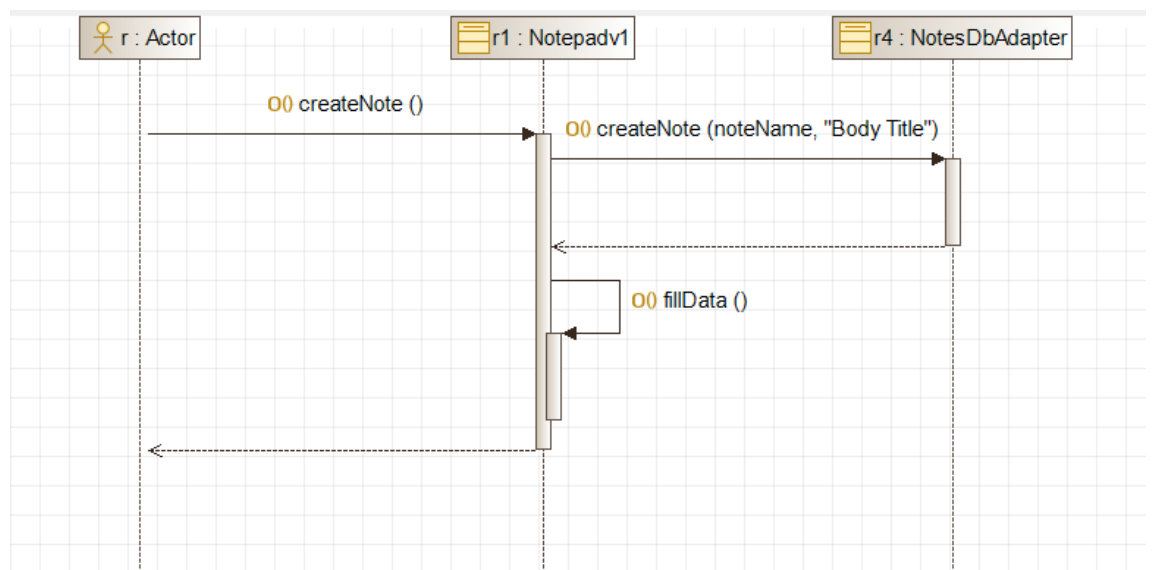 r : Actor
r1 : Notepadv1
r4 : NotesDbAdapter
O() createNote ()
O() createNote (noteName, "Body Title")
O() fillData ()